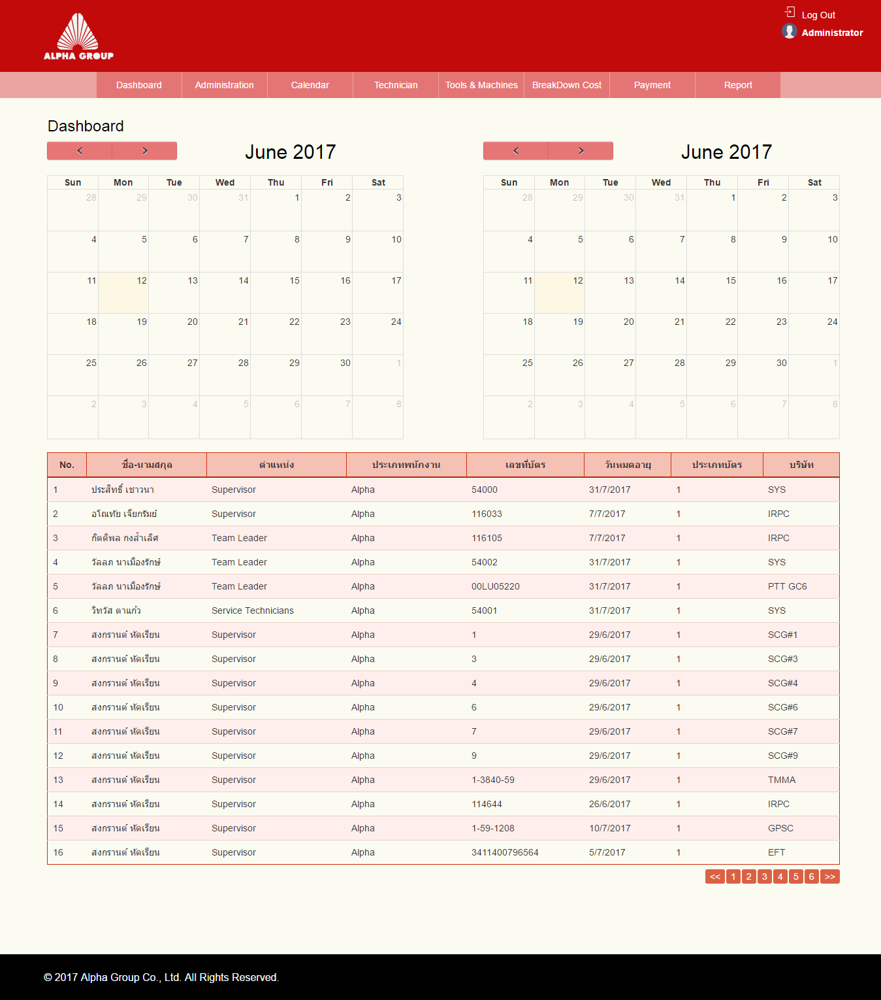 Log Out
Administrator
ALPHA GROUP
Dashboard Administration Calendar Technician Tools & Machines BreakDown Cost Payment Report
Dashboard
< > June 2017 < > June 2017
Sun Mon Tue Wed Thu Fri Sat Sun Mon Tue Wed Thu Fri Sat
28 29 30 31 1 2 3 28 29 30 31 1 2 3
4 5 6 7 8 9 10 4 5 6 7 8 9 10
11 12 13 14 15 16 17 11 12 13 14 15 16 17
18 19 20 21 22 23 24 18 19 20 21 22 23 24
25 26 27 28 29 30 1 25 26 27 28 29 30 1
2 3 4 5 6 7 8 2 3 4 5 6 7 8
No. ชื่อ-นามสกุล ตำแหน่ง ประเภทพนักงาน เลขที่บัตร วันหมดอายุ ประเภทบัตร บริษัท
1 ประสิทธิ์ เชาวนา Supervisor Alpha 54000 31/7/2017 1 SYS
2 อโณทัย เจียกรัมย์ Supervisor Alpha 116033 7/7/2017 1 IRPC
3 กิตติพล กงส้ำเลิศ Team Leader Alpha 116105 7/7/2017 1 IRPC
4 วัลลภ นาเมืองรักษ์ Team Leader Alpha 54002 31/7/2017 1 SYS
5 วัลลภ นาเมืองรักษ์ Team Leader Alpha 00LU05220 31/7/2017 1 PTT GC6
6 วิทวัส ตาแก้ว Service Technicians Alpha 54001 31/7/2017 1 SYS
7 สงกรานต์ หัดเรียน Supervisor Alpha 1 29/6/2017 1 SCG#1
8 สงกรานต์ หัดเรียน Supervisor Alpha 3 29/6/2017 1 SCG#3
9 สงกรานต์ หัดเรียน Supervisor Alpha 4 29/6/2017 1 SCG#4
10 สงกรานต์ หัดเรียน Supervisor Alpha 6 29/6/2017 1 SCG#6
11 สงกรานต์ หัดเรียน Supervisor Alpha 7 29/6/2017 1 SCG#7
12 สงกรานต์ หัดเรียน Supervisor Alpha 9 29/6/2017 1 SCG#9
13 สงกรานต์ หัดเรียน Supervisor Alpha 1-3840-59 29/6/2017 1 TMMA
14 สงกรานต์ หัดเรียน Supervisor Alpha 114644 26/6/2017 1 IRPC
15 สงกรานต์ หัดเรียน Supervisor Alpha 1-59-1208 10/7/2017 1 GPSC
16 สงกรานต์ หัดเรียน Supervisor Alpha 3411400796564 5/7/2017 1 EFT
<< 1 2 3 4 5 6 >>
© 2017 Alpha Group Co., Ltd. All Rights Reserved.